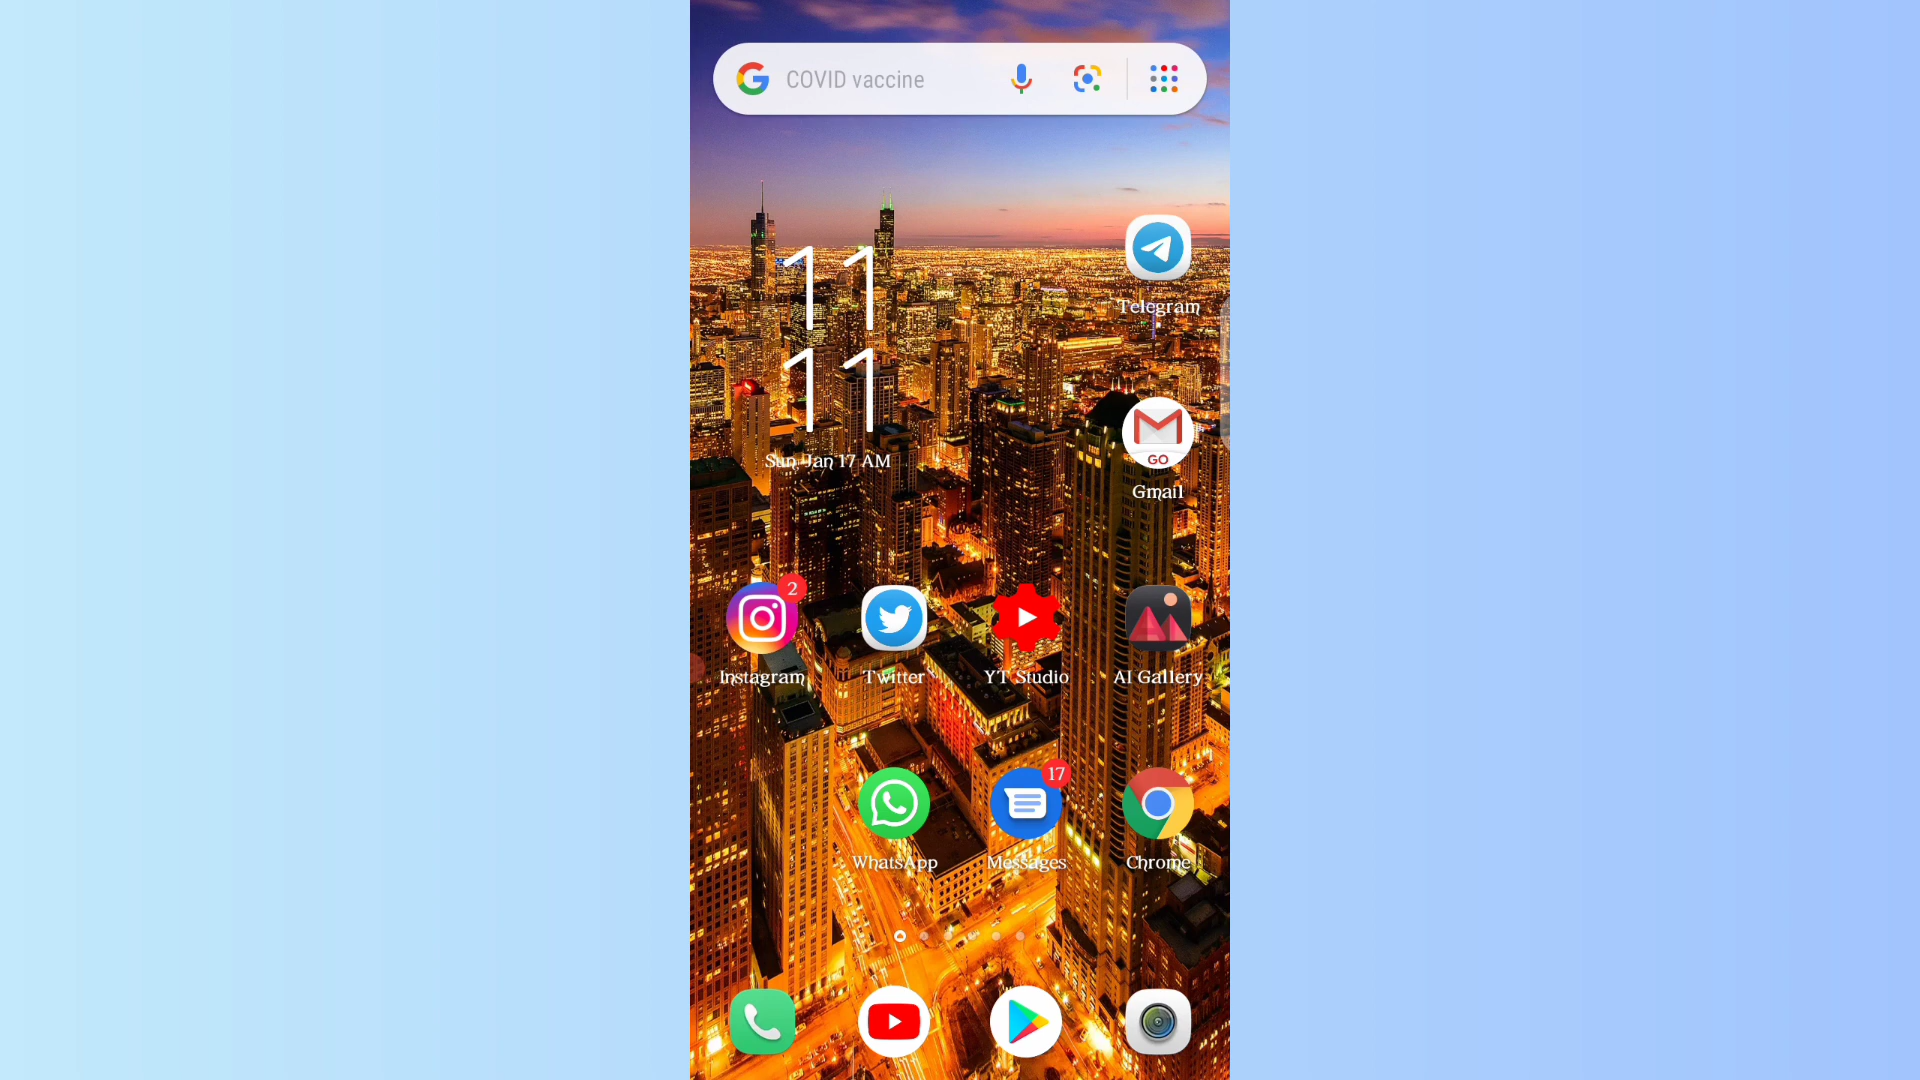 COVID vaccine
11
11
Sun Jan 17 AM
Telegram
GO
Gmail
2
Instagram
Twitter
YT Studio
AI Gallery
17
WhatsApp
Messages
Chrome